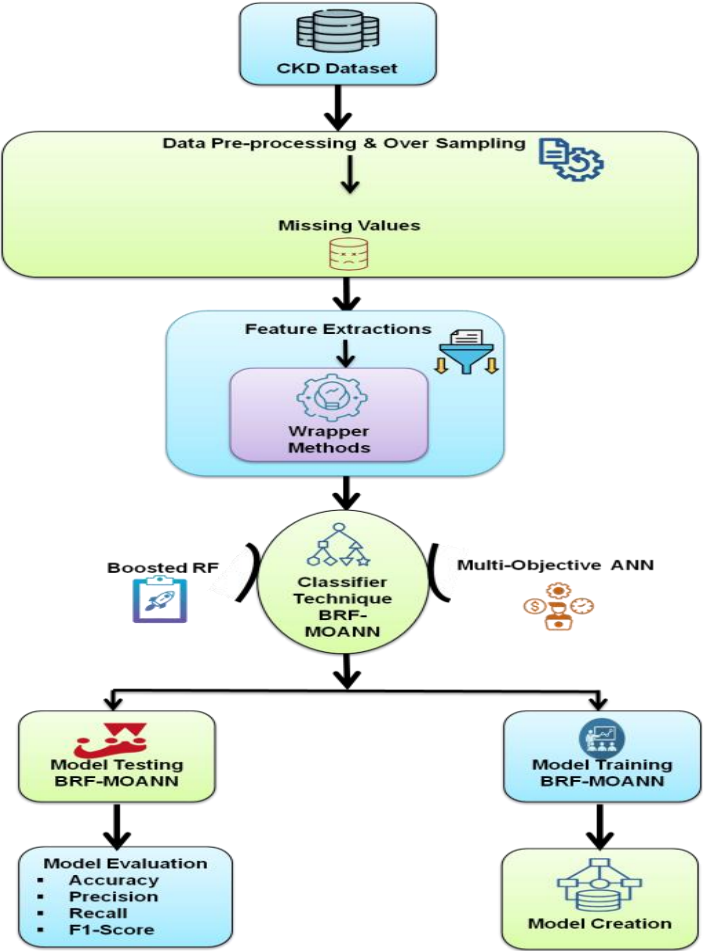 CKD Dataset
Data Pre-processing & Over Sampling
Missing Values
Feature Extractions
Wrapper
Methods
Boosted RF
Classifier
Technique
BRF-
MOANN
Multi-Objective ANN
Model Testing
BRF-MOANN
Model Training
BRF-MOANN
Model Evaluation
▪ Accuracy
▪ Precision
▪ Recall
▪ F1-Score
Model Creation